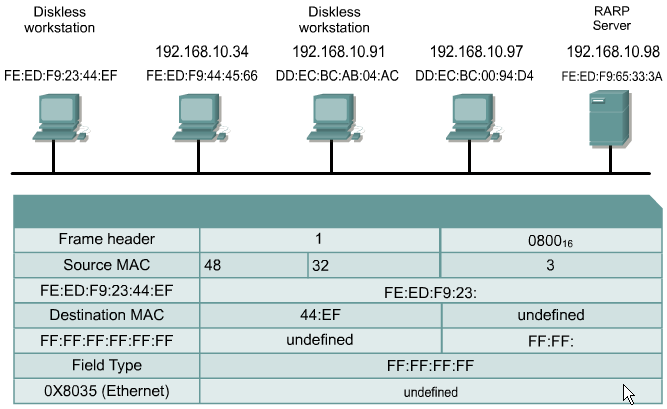 Diskless workstation
Diskless workstation
RARP Server
192.168.10.34
192.168.10.91
192.168.10.97
192.168.10.98
FE:ED:F9:23:44:EF
FE:ED:F9:44:45:66
DD:EC:BC:AB:04:AC
DD:EC:BC:00:94:D4
FE:ED:F9:65:33:3A
Frame header 1 0800₁₆
Source MAC 48 32 3
FE:ED:F9:23:44:EF FE:ED:F9:23:
Destination MAC 44:EF undefined
FF:FF:FF:FF:FF:FF undefined FF:FF:
Field Type FF:FF:FF:FF
0X8035 (Ethernet) undefined